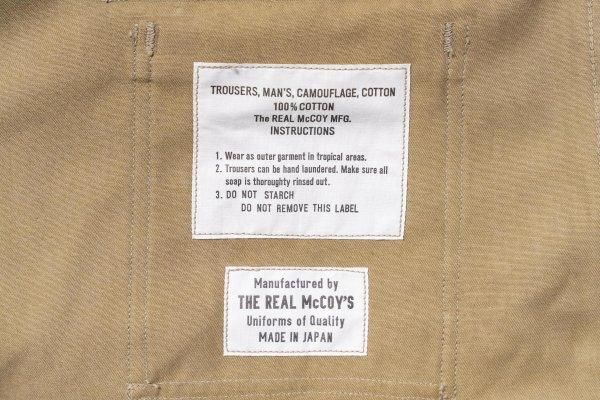 TROUSERS, MAN'S, CAMOUFLAGE, COTTON
100% COTTON
The REAL McCOY MFG.
INSTRUCTIONS
1. Wear as outer garment in tropical areas.
2. Trousers can be hand laundered. Make sure all
soap is thoroughty rinsed out.
3. DO NOT STARCH
DO NOT REMOVE THIS LABEL
Manufactured by
THE REAL McCOY'S
Uniforms of Quality
MADE IN JAPAN